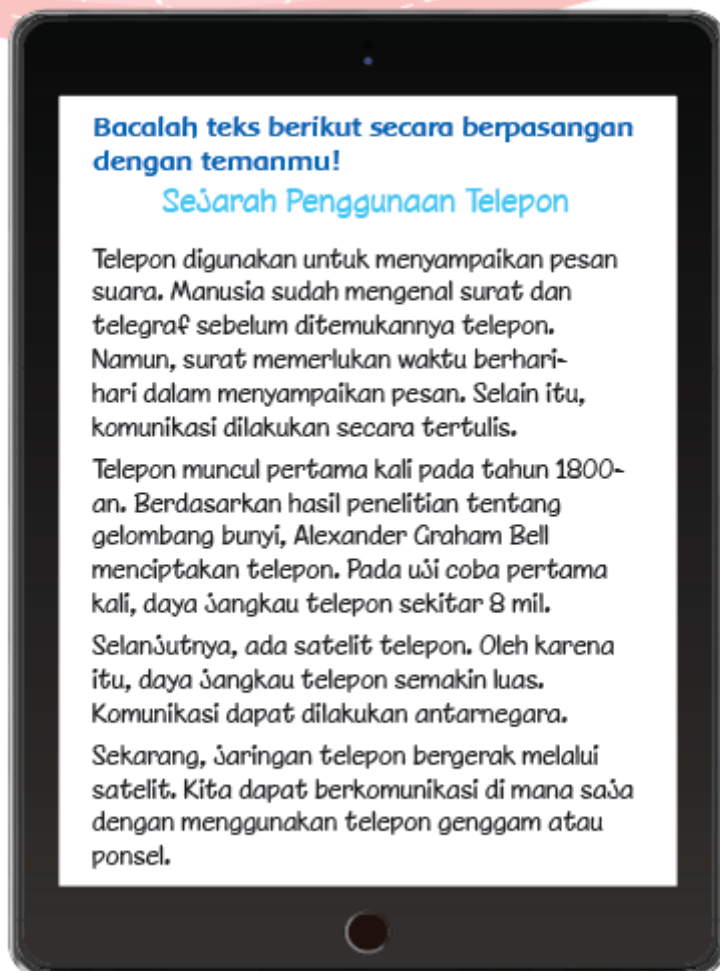 Bacalah teks berikut secara berpasangan
dengan temanmu!
Sejarah Penggunaan Telepon
Telepon digunakan untuk menyampaikan pesan
suara. Manusia sudah mengenal surat dan
telegraf sebelum ditemukannya telepon.
Namun, surat memerlukan waktu berhari-
hari dalam menyampaikan pesan. Selain itu,
komunikasi dilakukan secara tertulis.
Telepon muncul pertama kali pada tahun 1800-
an. Berdasarkan hasil penelitian tentang
gelombang bunyi, Alexander Graham Bell
menciptakan telepon. Pada uji coba pertama
kali, daya jangkau telepon sekitar 8 mil.
Selanjutnya, ada satelit telepon. Oleh karena
itu, daya jangkau telepon semakin luas.
Komunikasi dapat dilakukan antarnegara.
Sekarang, jaringan telepon bergerak melalui
satelit. Kita dapat berkomunikasi di mana saja
dengan menggunakan telepon genggam atau
ponsel.